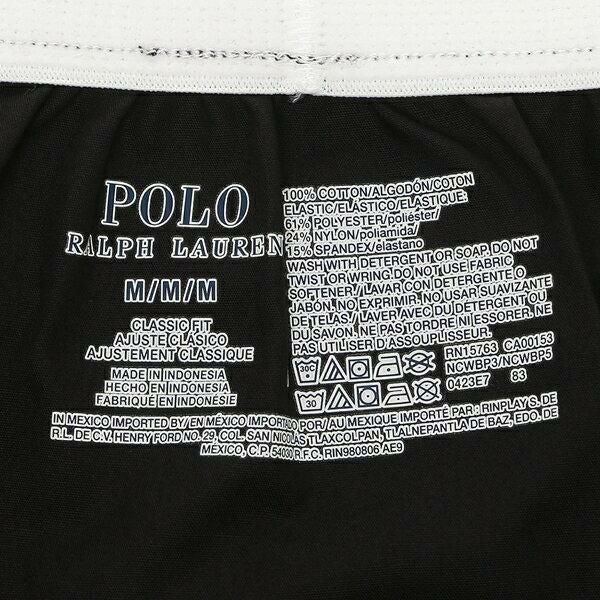 POLO
RALPH LAUREN
M/M/M
CLASSIC FIT
AJUSTE CLÁSICO
AJUSTEMENT CLASSIQUE
MADE IN INDONESIA
HECHO EN INDONESIA
FABRIQUÉ EN INDONÉSIE
100% COTTON/ALGODÓN/COTON
ELASTIC/ELÁSTICO/ELASTIQUE:
61% POLYESTER/poliéster/
24% NYLON/poliamida/
15% SPANDEX/elastano
WASH WITH DETERGENT OR SOAP. DO NOT
TWIST OR WRING. DO NOT USE FABRIC
SOFTENER./ LAVAR CON DETERGENTE O
JABÓN. NO EXPRIMIR. NO USAR SUAVIZANTE
DE TELAS./ LAVER AVEC DU DETERGENT OU
DU SAVON. NE PAS TORDRE NI ESSORER. NE
PAS UTILISER D'ASSOUPLISSEUR.
30C
30
RN15763 CA00153
NCWBP3/NCWBP5
0423E7 83
IN MEXICO IMPORTED BY/EN MÉXICO IMPORTADO POR/AU MEXIQUE IMPORTÉ PAR: RINPLAY S. DE
R.L. DE C.V. HENRY FORD NO. 29, COL. SAN NICOLÁS TLAXCOLPAN, TLALNEPANTLA DE BAZ, EDO. DE
MEXICO, C.P. 54030 R.F.C. RIN980806 AE9